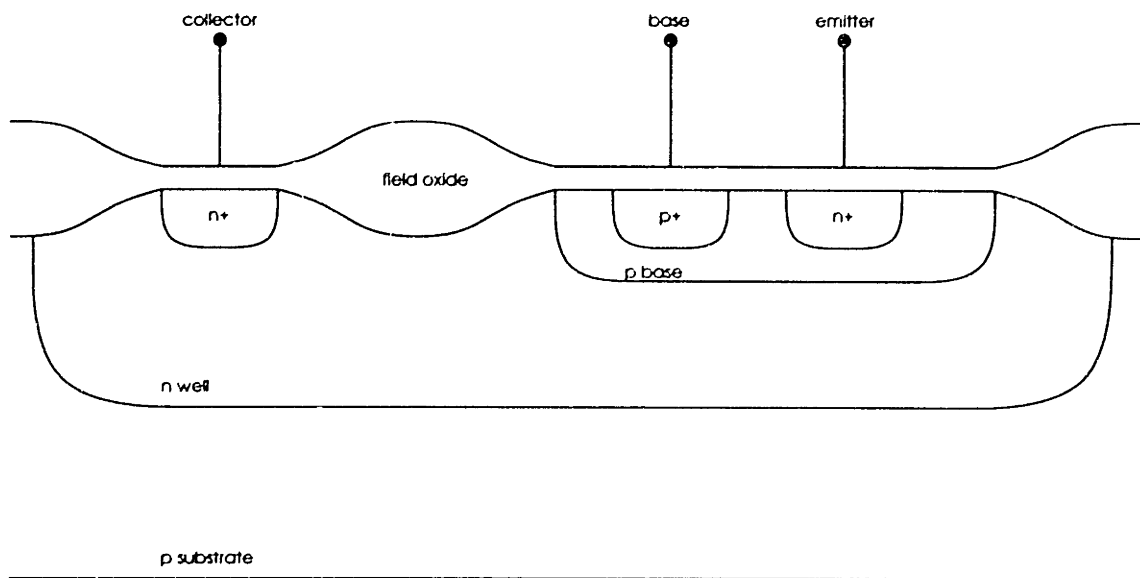 collector
base
emitter
field oxide
n+
p+
n+
p base
n well
p substrate